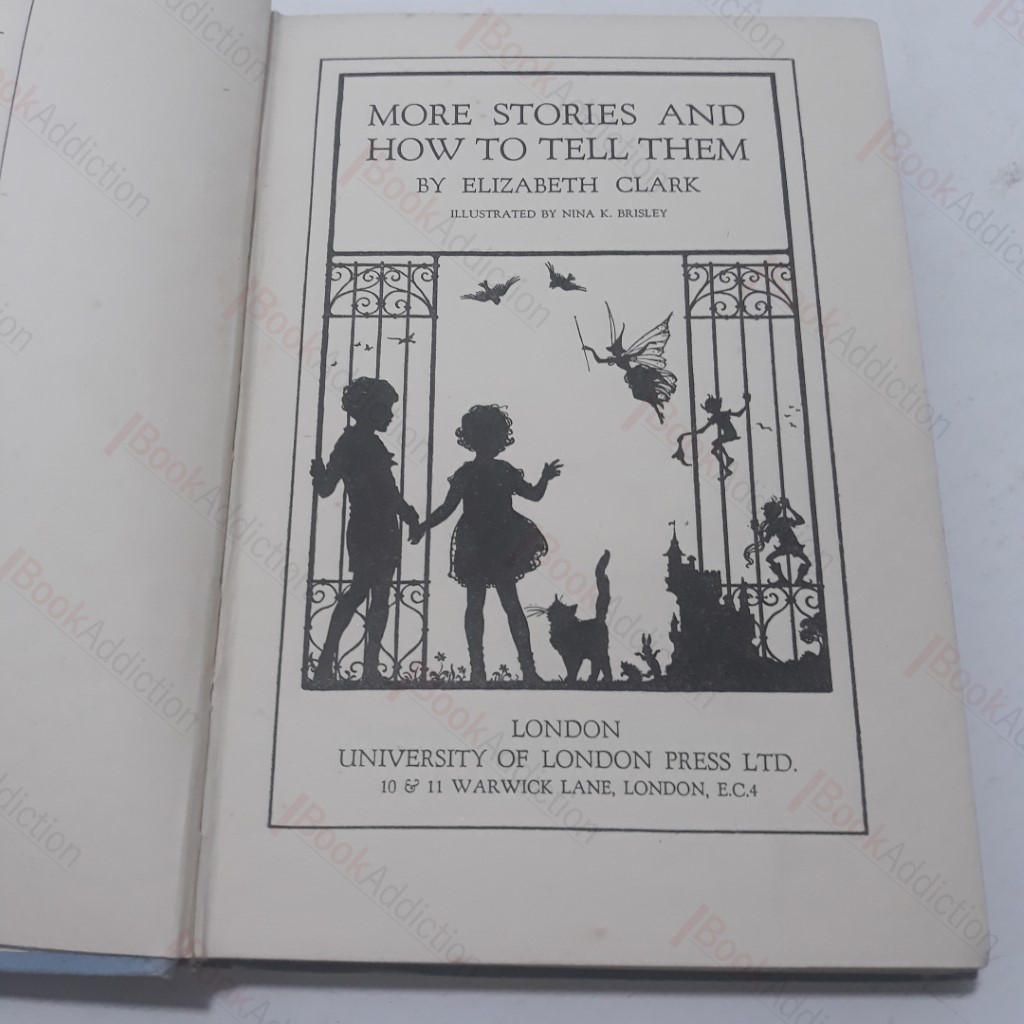 MORE STORIES AND
HOW TO TELL THEM
BY ELIZABETH CLARK
ILLUSTRATED BY NINA K. BRISLEY
LONDON
UNIVERSITY OF LONDON PRESS LTD.
10 & 11 WARWICK LANE, LONDON, E.C.4
BookAddiction